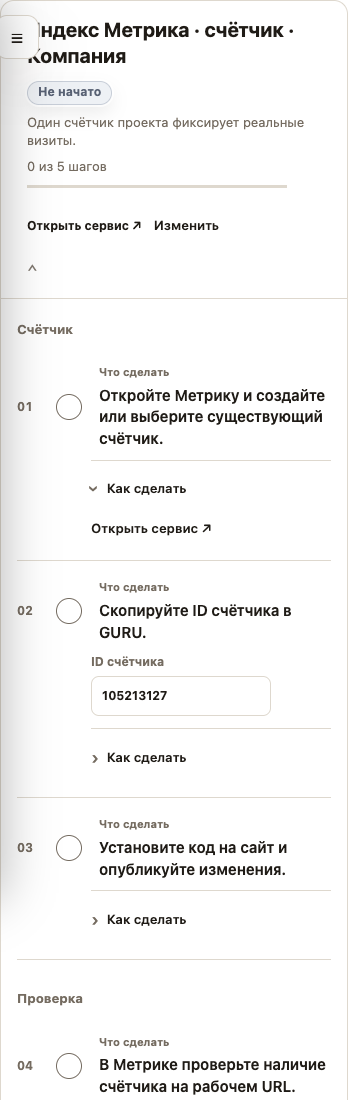 Яндекс Метрика · счётчик ·
Компания
Не начато
Один счётчик проекта фиксирует реальные
визиты.
0 из 5 шагов
Открыть сервис ↗ Изменить
Счётчик
Что сделать
01
Откройте Метрику и создайте
или выберите существующий
счётчик.
Как сделать
Открыть сервис ↗
Что сделать
02
Скопируйте ID счётчика в
GURU.
ID счётчика
105213127
Как сделать
Что сделать
03
Установите код на сайт и
опубликуйте изменения.
Как сделать
Проверка
Что сделать
04
В Метрике проверьте наличие
счётчика на рабочем URL.